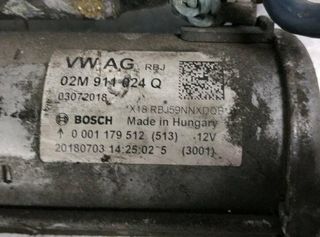 VW AG RBJ
02M 911 024 Q
03072018
*X18 RBJ59NNXDOB*
BOSCH Made in Hungary
↑ 0 001 179 512 (513) 12V
20180703 14:25:02 5 (3001)